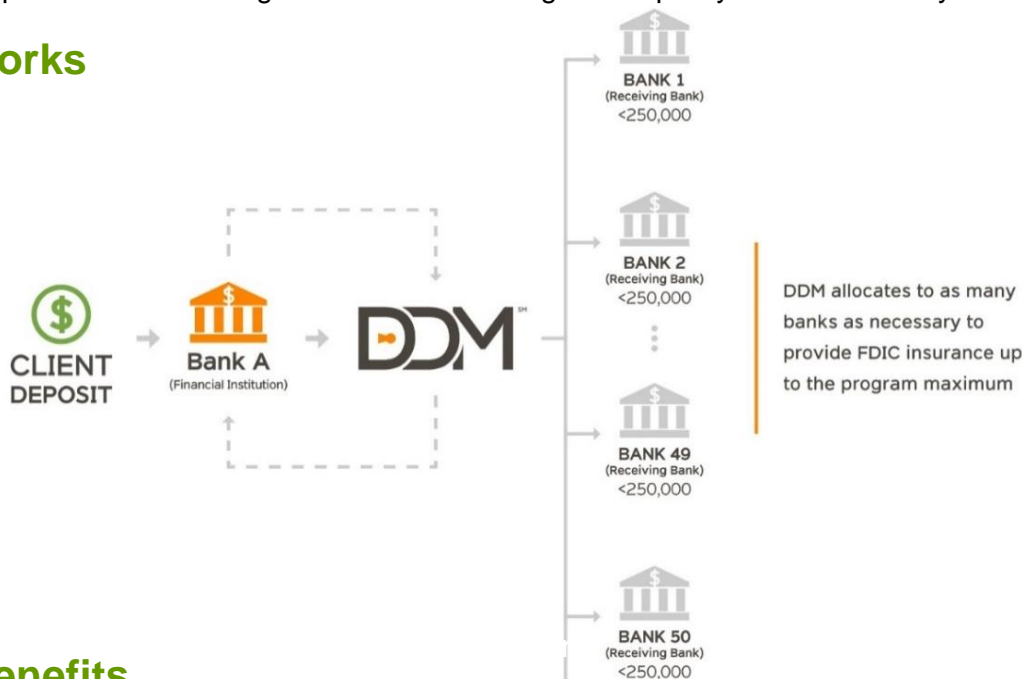 orks
BANK 1
(Receiving Bank)
<250,000
BANK 2
(Receiving Bank)
<250,000
DDM allocates to as many
banks as necessary to
provide FDIC insurance up
to the program maximum
CLIENT
DEPOSIT
Bank A
(Financial Institution)
DDM℠
BANK 49
(Receiving Bank)
<250,000
BANK 50
(Receiving Bank)
<250,000
enefits